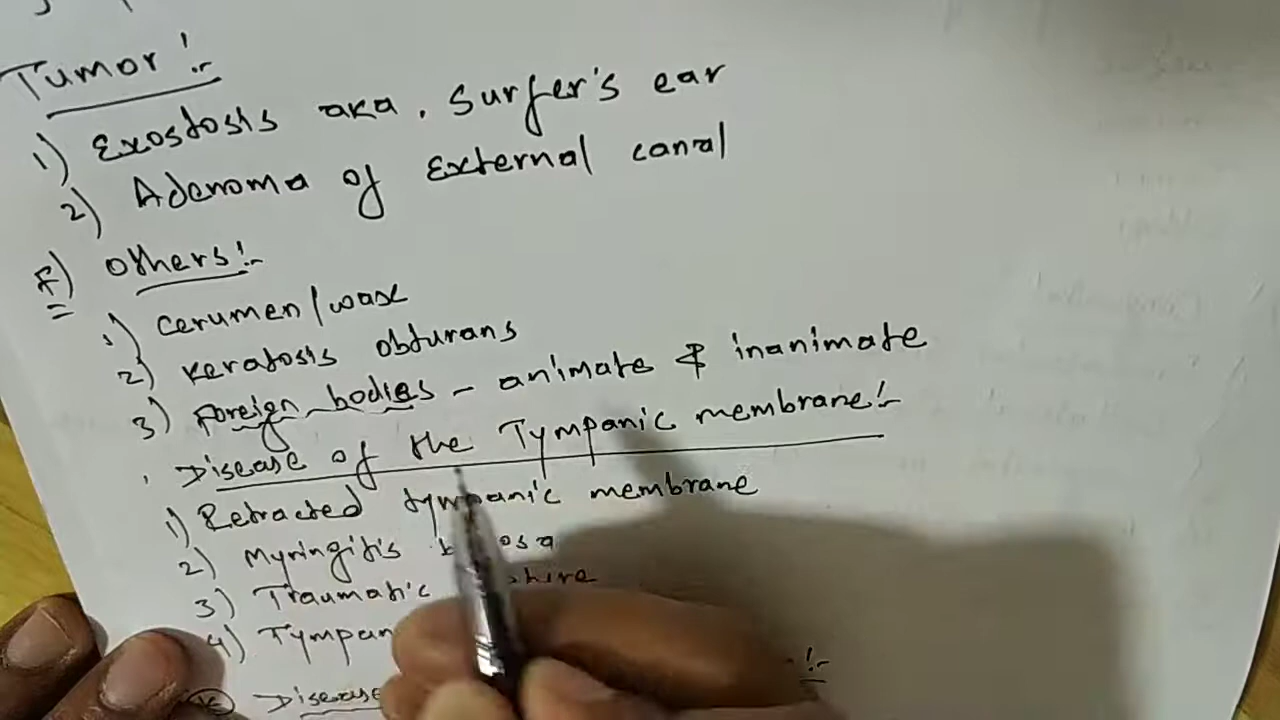 Tumor:-
1) Exostosis aka. Surfer's ear
2) Adenoma of External canal
F) Others:-
1) Cerumen/wax
2) Keratosis obturans
3) Foreign bodies - animate & inanimate
Disease of the Tympanic membrane:-
1) Retracted tympanic membrane
2) Myringitis
3) Traumatic
4) Tympan
Disease